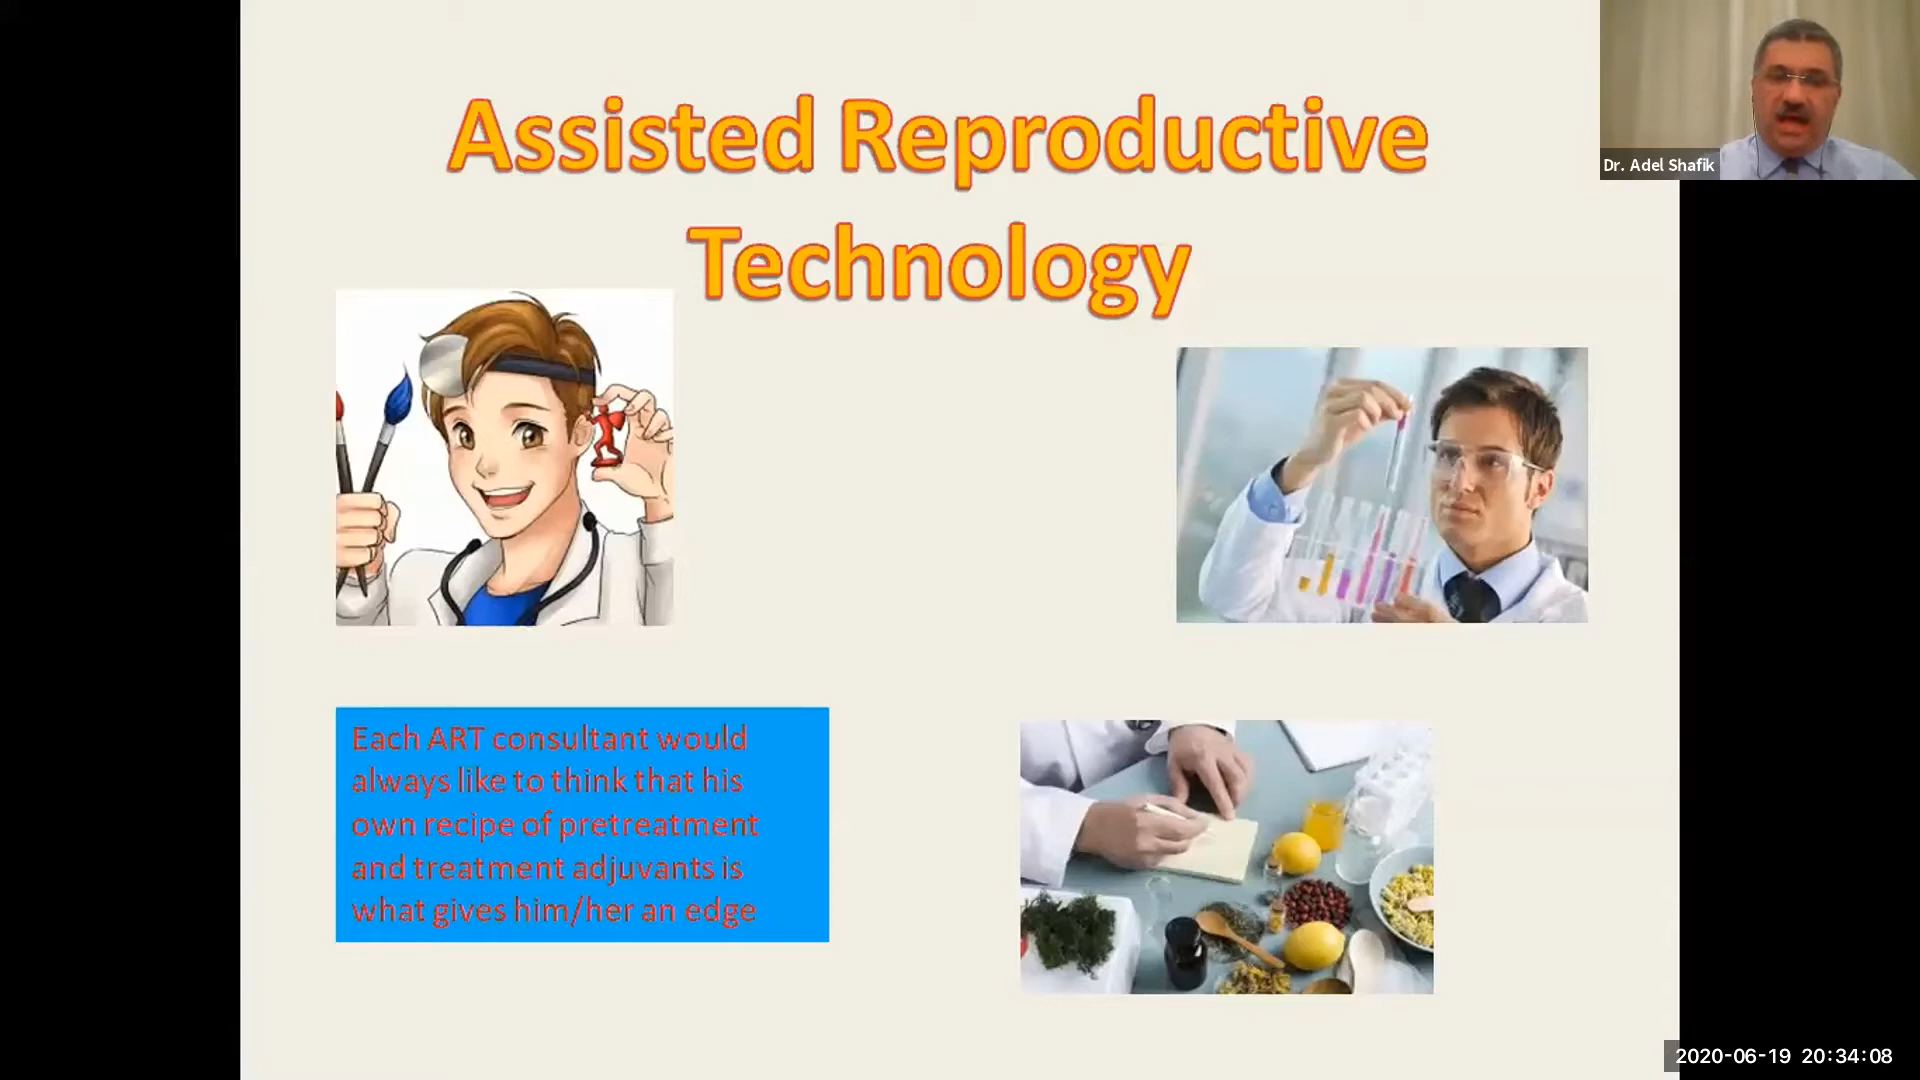 Assisted Reproductive
Technology
Dr. Adel Shafik
Each ART consultant would
always like to think that his
own recipe of pretreatment
and treatment adjuvants is
what gives him/her an edge
2020-06-19 20:34:08